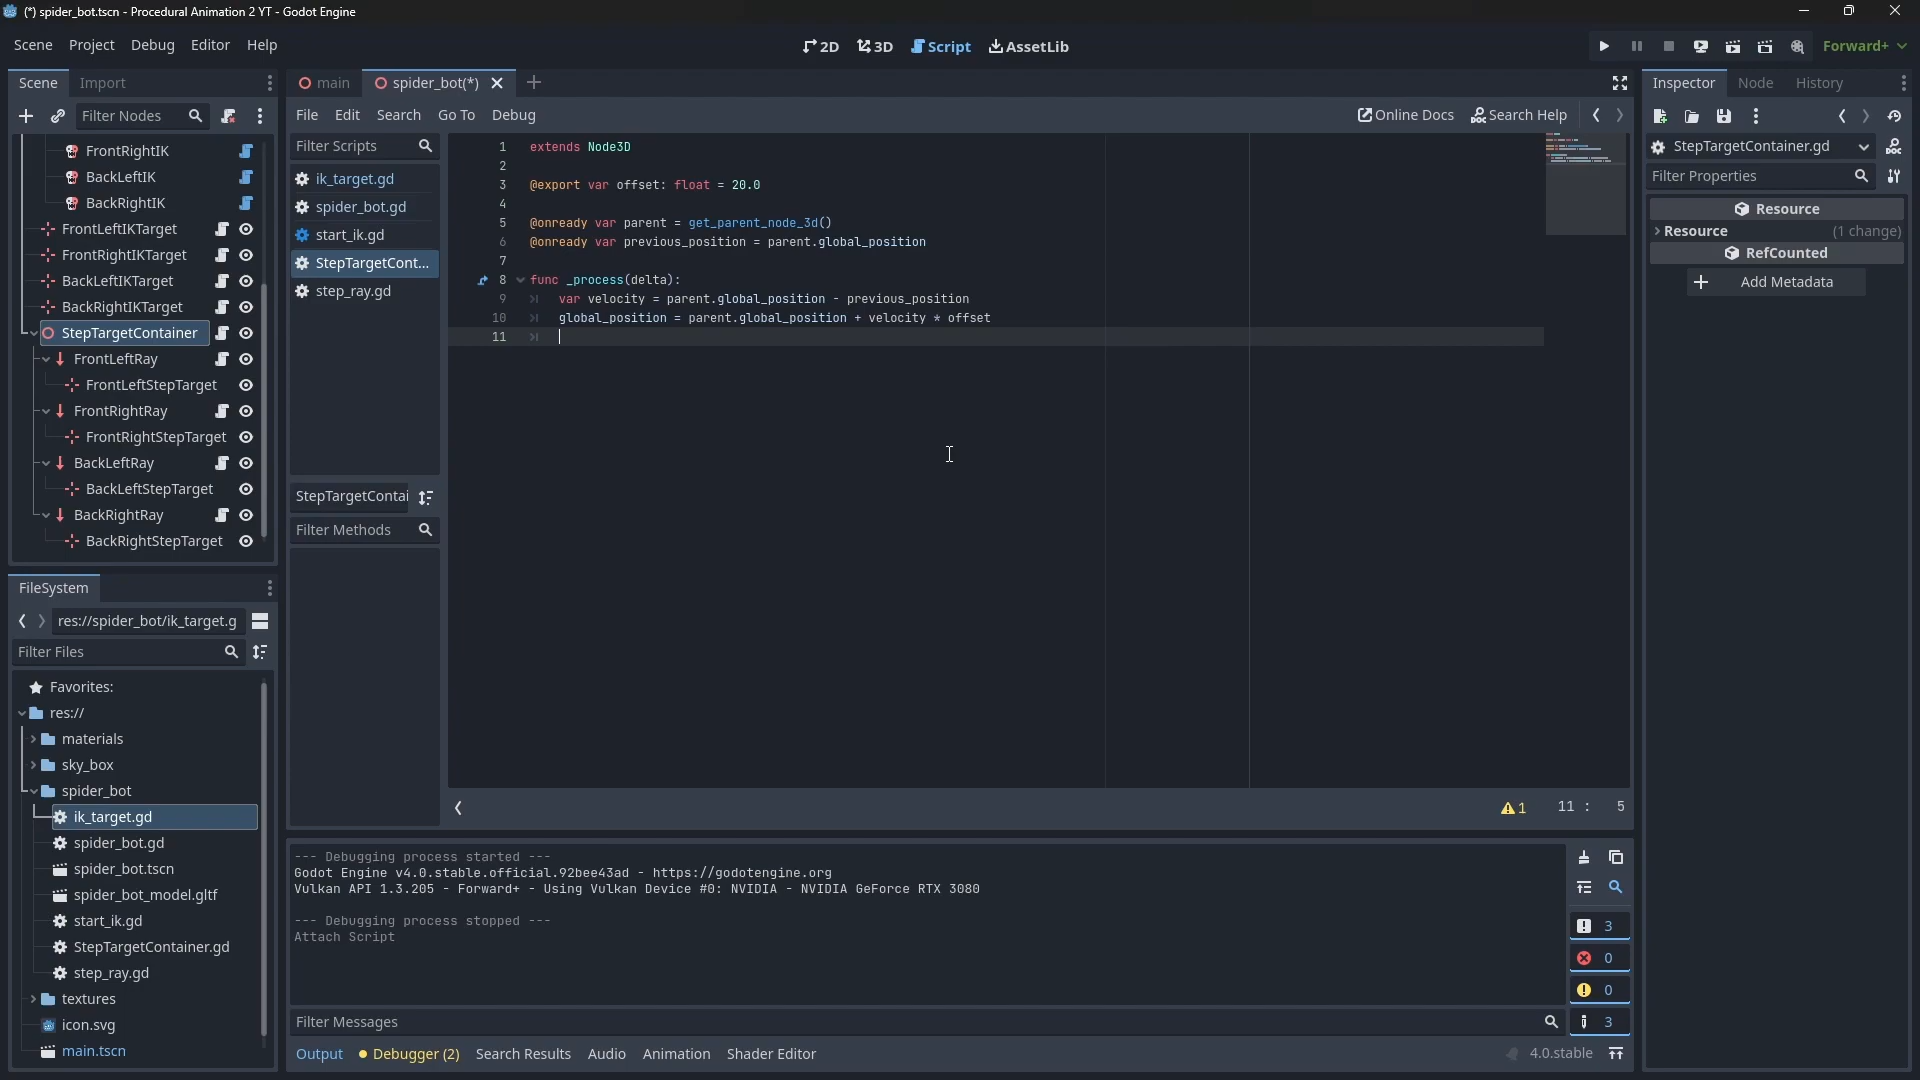 (*) spider_bot.tscn - Procedural Animation 2 YT - Godot Engine
Scene Project Debug Editor Help
2D 3D Script AssetLib
Forward+
Scene Import
Filter Nodes
FrontRightIK
BackLeftIK
BackRightIK
FrontLeftIKTarget
FrontRightIKTarget
BackLeftIKTarget
BackRightIKTarget
StepTargetContainer
FrontLeftRay
FrontLeftStepTarget
FrontRightRay
FrontRightStepTarget
BackLeftRay
BackLeftStepTarget
BackRightRay
BackRightStepTarget
FileSystem
res://spider_bot/ik_target.g
Filter Files
Favorites:
res://
materials
sky_box
spider_bot
ik_target.gd
spider_bot.gd
spider_bot.tscn
spider_bot_model.gltf
start_ik.gd
StepTargetContainer.gd
step_ray.gd
textures
icon.svg
main.tscn
main spider_bot(*)
File Edit Search Go To Debug
Online Docs Search Help
Filter Scripts
ik_target.gd
spider_bot.gd
start_ik.gd
StepTargetCont...
step_ray.gd
StepTargetContai
Filter Methods
1 extends Node3D
2
3 @export var offset: float = 20.0
4
5 @onready var parent = get_parent_node_3d()
6 @onready var previous_position = parent.global_position
7
8 func _process(delta):
9 var velocity = parent.global_position - previous_position
10 global_position = parent.global_position + velocity * offset
11
1 11 : 5
--- Debugging process started ---
Godot Engine v4.0.stable.official.92bee43ad - https://godotengine.org
Vulkan API 1.3.205 - Forward+ - Using Vulkan Device #0: NVIDIA - NVIDIA GeForce RTX 3080
--- Debugging process stopped ---
Attach Script
3
0
0
3
Filter Messages
Output Debugger (2) Search Results Audio Animation Shader Editor
4.0.stable
Inspector Node History
StepTargetContainer.gd
Filter Properties
Resource
Resource (1 change)
RefCounted
Add Metadata